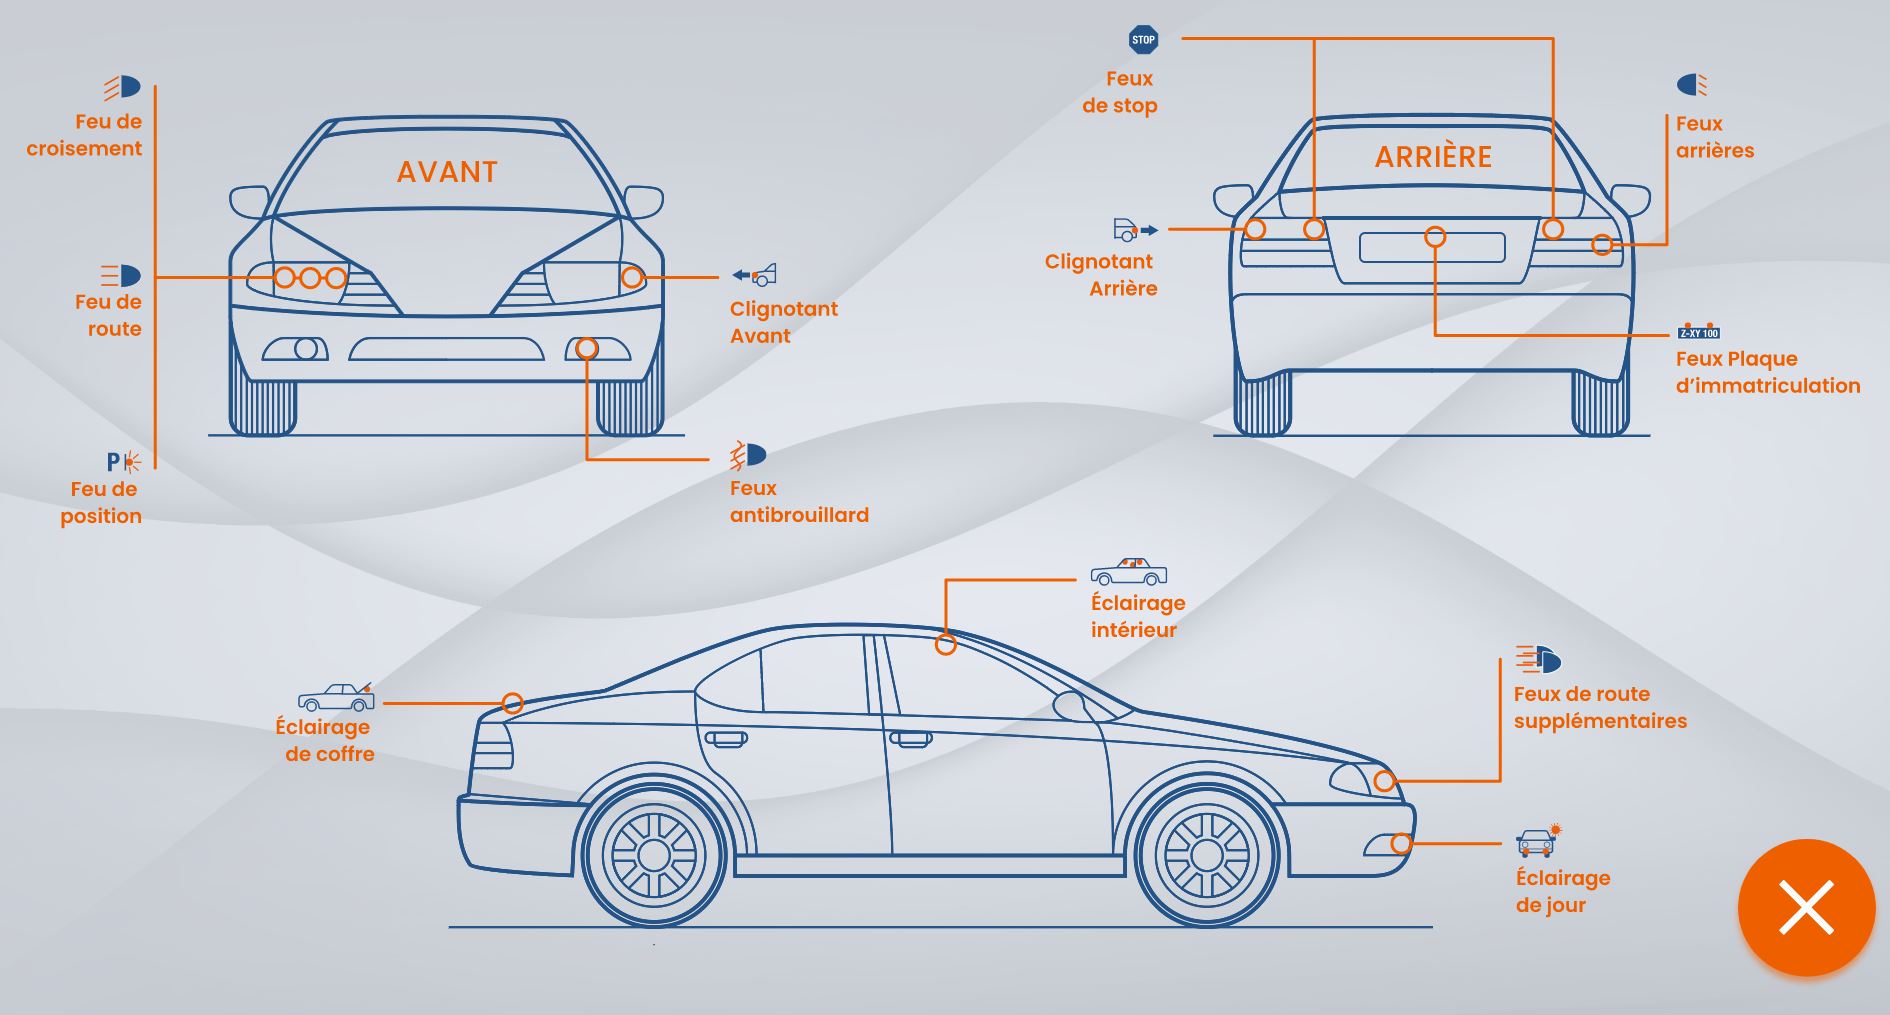 Feu de
croisement
AVANT
Feu de
route
Clignotant
Avant
P
Feu de
position
Feux
antibrouillard
STOP
Feux
de stop
ARRIÈRE
Feux
arrières
Clignotant
Arrière
Z-XY 100
Feux Plaque
d’immatriculation
Éclairage
intérieur
Éclairage
de coffre
Feux de route
supplémentaires
Éclairage
de jour